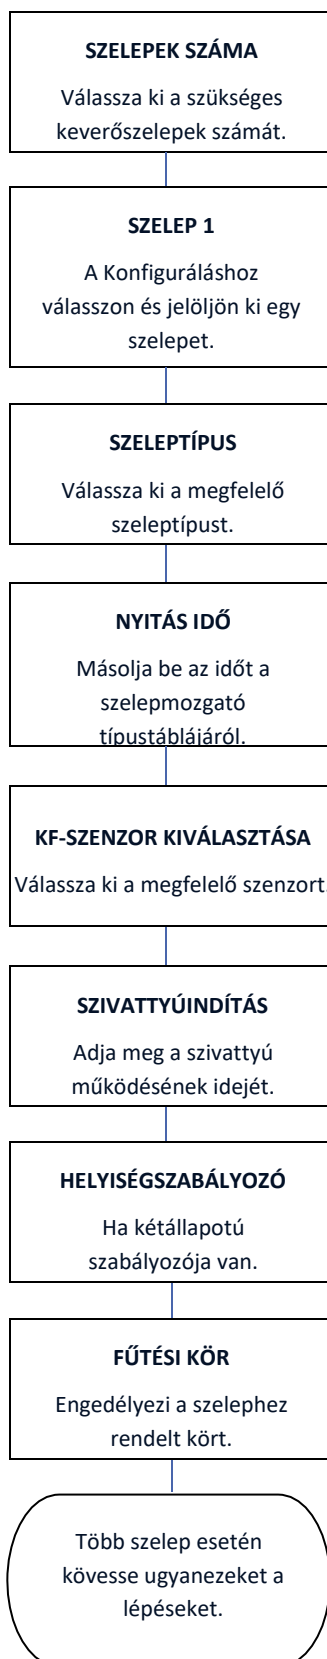 SZELEPEK SZÁMA
Válassza ki a szükséges
keverőszelepek számát.
SZELEP 1
A Konfiguráláshoz
válasszon és jelöljön ki egy
szelepet.
SZELEPTÍPUS
Válassza ki a megfelelő
szeleptípust.
NYITÁS IDŐ
Másolja be az időt a
szelepmozgató
típustáblájáról.
KF-SZENZOR KIVÁLASZTÁSA
Válassza ki a megfelelő szenzort.
SZIVATTYÚINDÍTÁS
Adja meg a szivattyú
működésének idejét.
HELYISÉGSZABÁLYOZÓ
Ha kétállapotú
szabályozója van.
FŰTÉSI KÖR
Engedélyezi a szelephez
rendelt kört.
Több szelep esetén
kövesse ugyanezeket a
lépéseket.